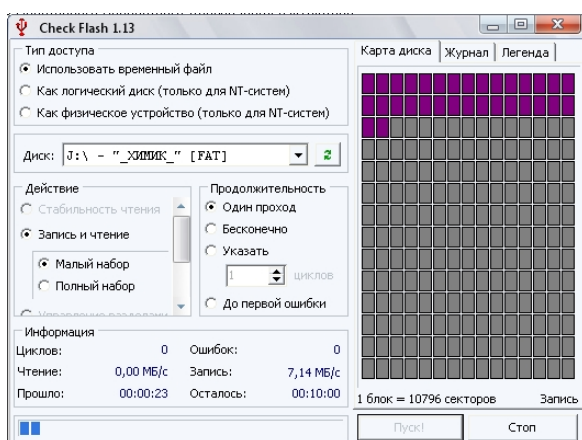 Check Flash 1.13
Тип доступа
Использовать временный файл
Как логический диск (только для NT-систем)
Как физическое устройство (только для NT-систем)
Диск: J:\ - "_ХИМИК_" [FAT]
Действие
Стабильность чтения
Запись и чтение
Малый набор
Полный набор
Управление разделами
Продолжительность
Один проход
Бесконечно
Указать
1 циклов
До первой ошибки
Информация
Циклов: 0 Ошибок: 0
Чтение: 0,00 МБ/с Запись: 7,14 МБ/с
Прошло: 00:00:23 Осталось: 00:10:00
Карта диска Журнал Легенда
1 блок = 10796 секторов Запись
Пуск! Стоп